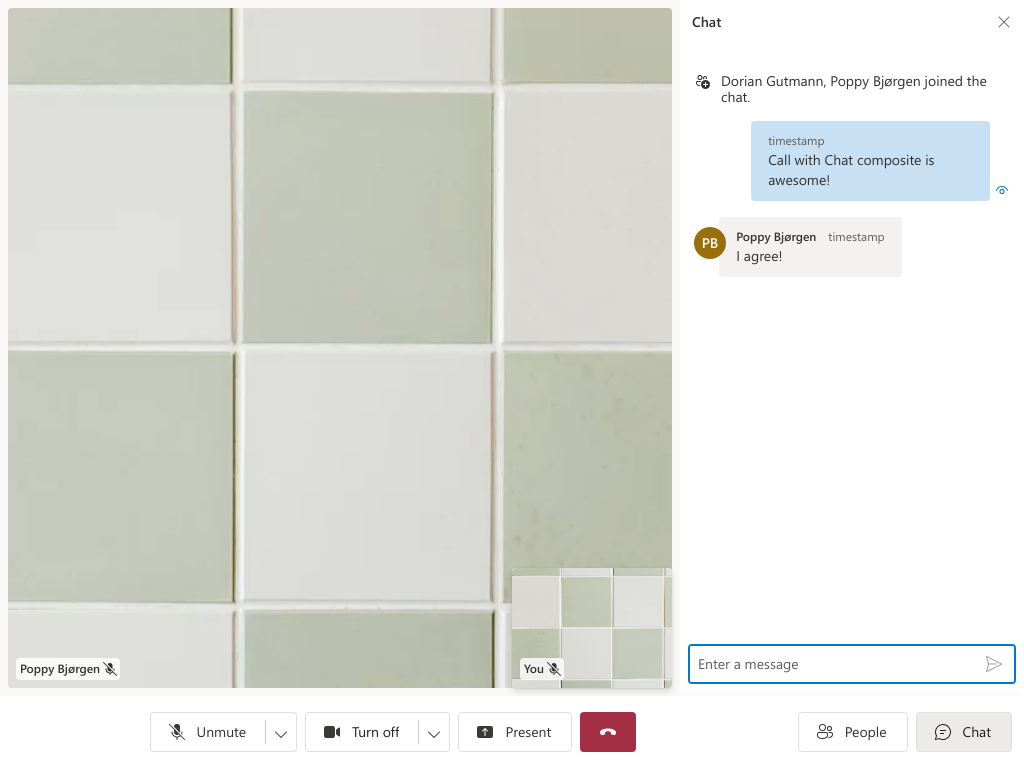 Chat
Dorian Gutmann, Poppy Bjørgen joined the
chat.
timestamp
Call with Chat composite is
awesome!
PB
Poppy Bjørgen timestamp
I agree!
Poppy Bjørgen
You
Enter a message
Unmute
Turn off
Present
People
Chat